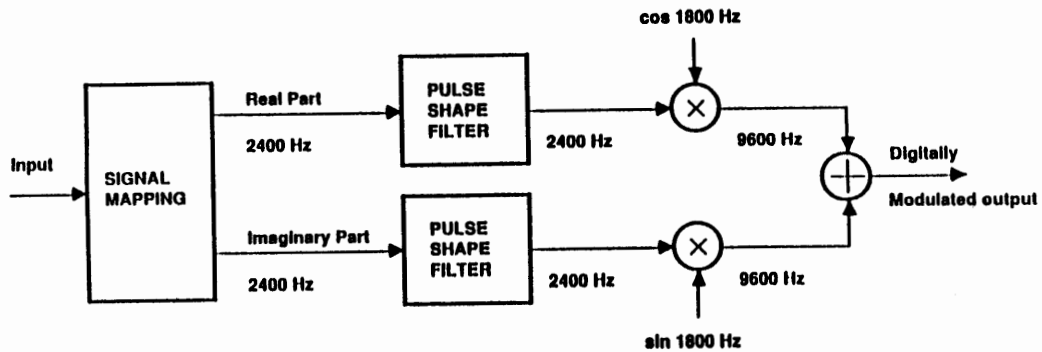 cos 1800 Hz
Real Part
2400 Hz
PULSE
SHAPE
FILTER
2400 Hz
9600 Hz
Input
SIGNAL
MAPPING
Digitally
Modulated output
Imaginary Part
2400 Hz
PULSE
SHAPE
FILTER
2400 Hz
9600 Hz
sin 1800 Hz